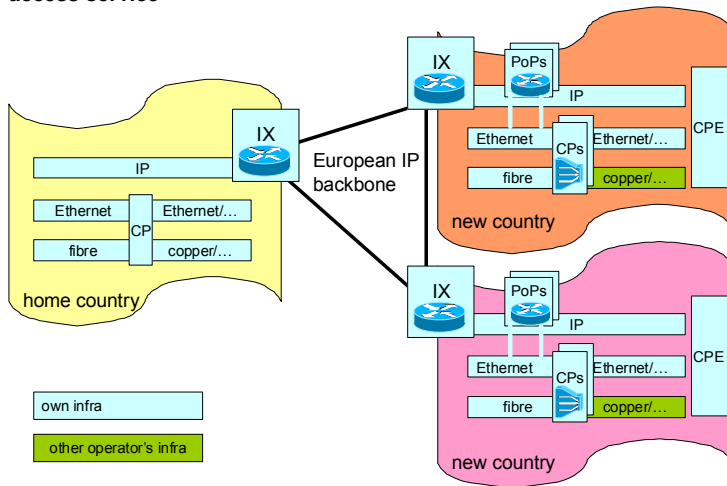 IX
PoPs
IP
CPE
Ethernet
CPs
Ethernet/…
fibre
copper/…
new country
IX
IP
Ethernet
CP
Ethernet/…
fibre
copper/…
home country
European IP
backbone
IX
PoPs
IP
CPE
Ethernet
CPs
Ethernet/…
fibre
copper/…
new country
own infra
other operator's infra